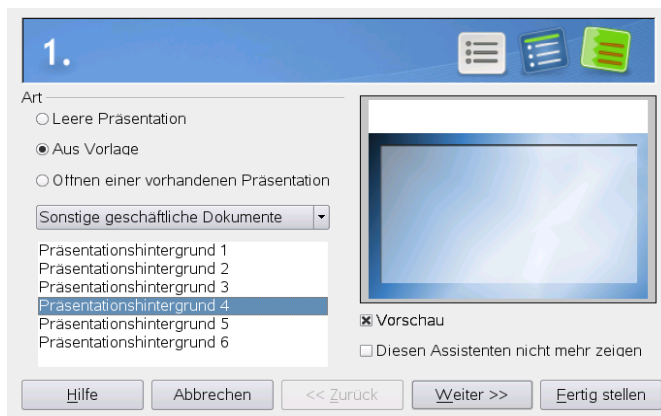 1.
Art
Leere Präsentation
Aus Vorlage
Öffnen einer vorhandenen Präsentation
Sonstige geschäftliche Dokumente
Präsentationshintergrund 1
Präsentationshintergrund 2
Präsentationshintergrund 3
Präsentationshintergrund 4
Präsentationshintergrund 5
Präsentationshintergrund 6
Vorschau
Diesen Assistenten nicht mehr zeigen
Hilfe
Abbrechen
<< Zurück
Weiter >>
Fertig stellen